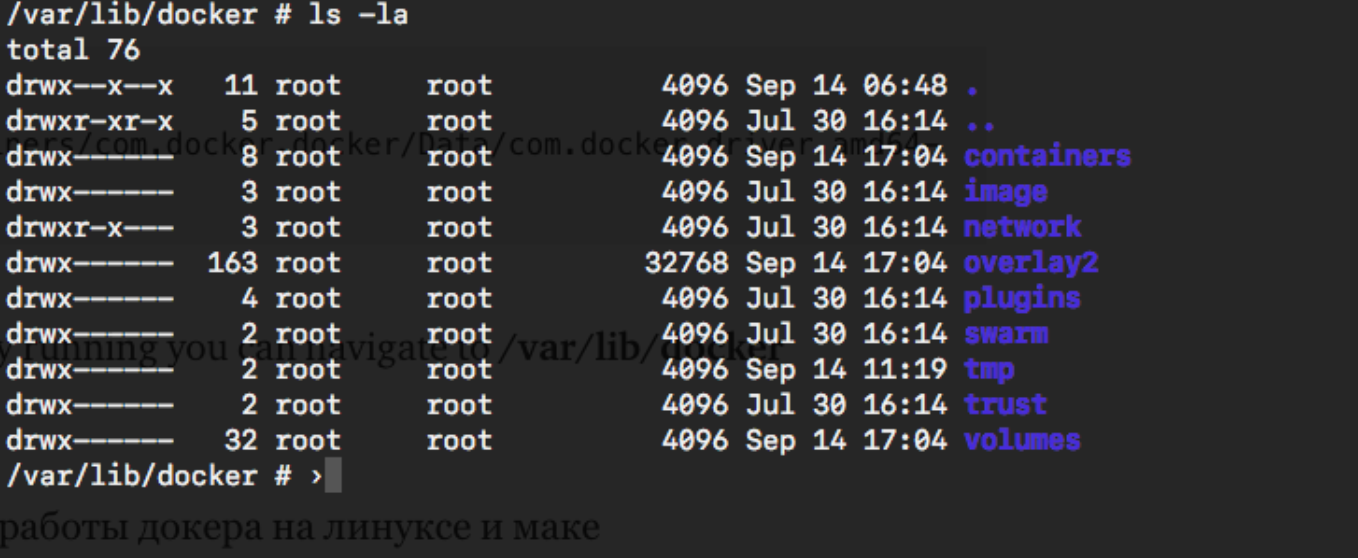 /var/lib/docker # ls -la
total 76
drwx--x--x 11 root root 4096 Sep 14 06:48 .
drwxr-xr-x 5 root root 4096 Jul 30 16:14 ..
ners/com.docker.docker/Data/com.docker.driver.amd64-
drwx------ 8 root root 4096 Sep 14 17:04 containers
drwx------ 3 root root 4096 Jul 30 16:14 image
drwxr-x--- 3 root root 4096 Jul 30 16:14 network
drwx------ 163 root root 32768 Sep 14 17:04 overlay2
drwx------ 4 root root 4096 Jul 30 16:14 plugins
drwx------ 2 root root 4096 Jul 30 16:14 swarm
y running you can navigate to /var/lib/docker
drwx------ 2 root root 4096 Sep 14 11:19 tmp
drwx------ 2 root root 4096 Jul 30 16:14 trust
drwx------ 32 root root 4096 Sep 14 17:04 volumes
/var/lib/docker # ›
работы докера на линуксе и маке